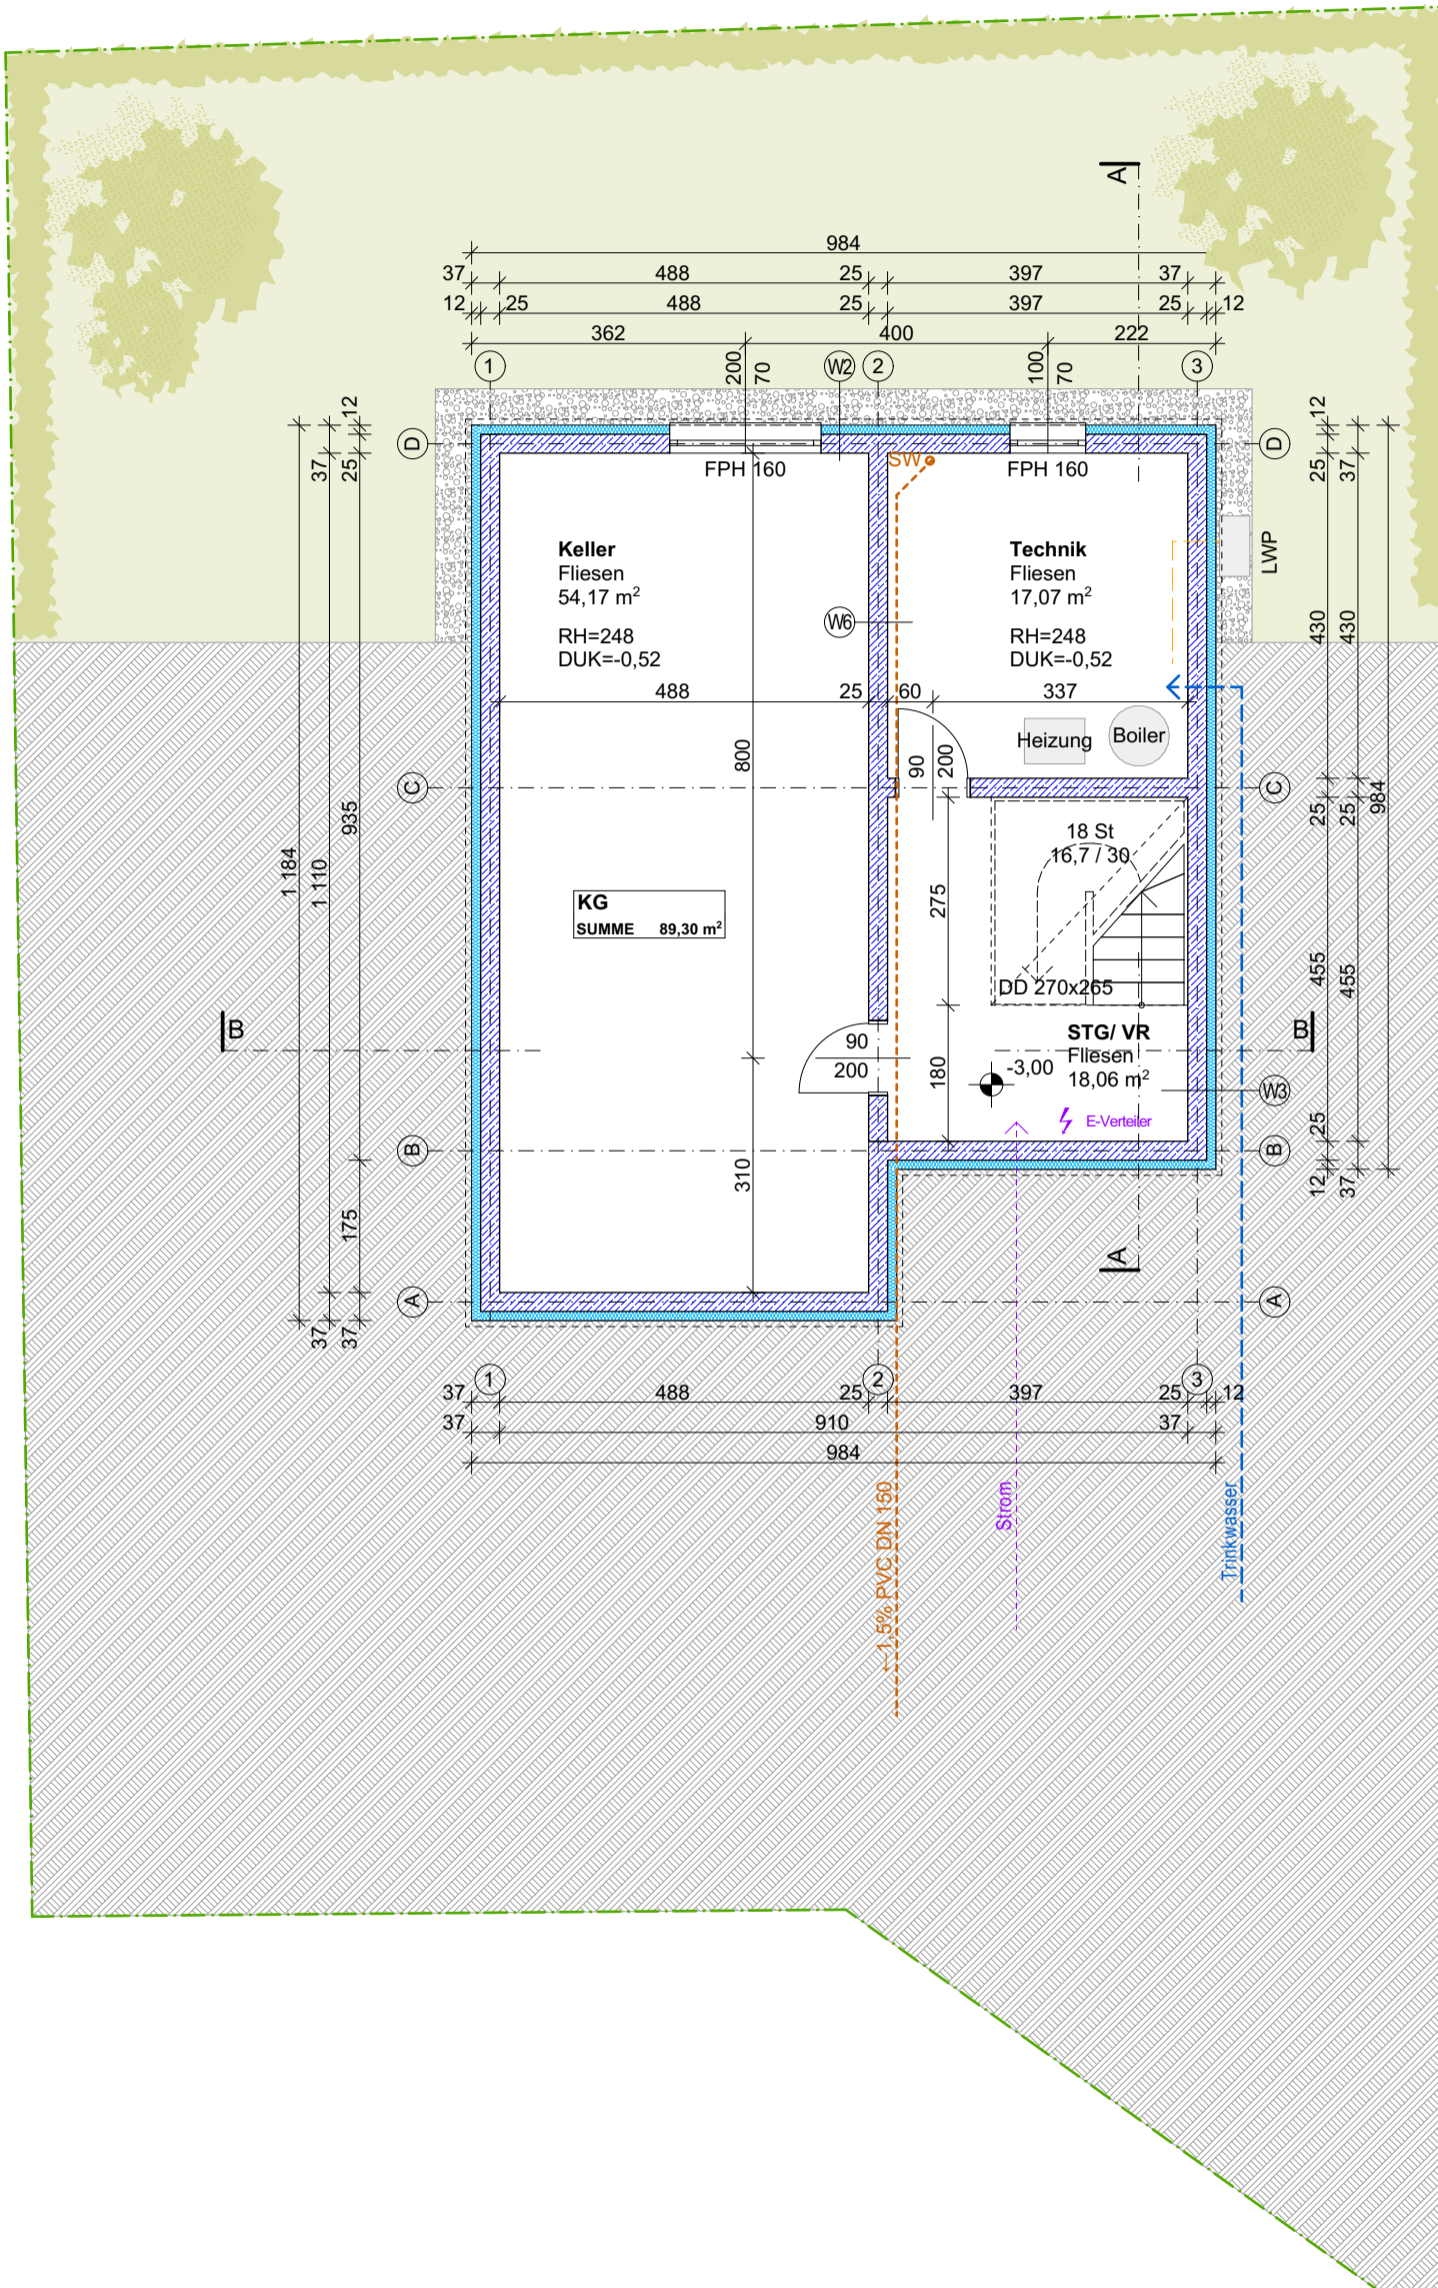 A
984
37 488 25 397 37
12 25 488 25 397 25 12
362 400 222
1 200 70 W2 2 100 70 3
12
37
25
D
D
12
25
37
FPH 160
SW
FPH 160
Keller
Fliesen
54,17 m²
RH=248
DUK=-0,52
Technik
Fliesen
17,07 m²
RH=248
DUK=-0,52
LWP
W6
430
430
488 25 60 337
Heizung
Boiler
800
90
200
C
C
935
1 184
1 110
25
25
984
18 St
16,7 / 30
KG
SUMME 89,30 m²
275
455
455
DD 270x265
B
B
STG/ VR
Fliesen
18,06 m²
90
200
180
-3,00
W3
E-Verteiler
25
B
B
310
12
37
175
A
A
A
37
37
1 2 3
37 488 25 397 25 12
37 910 37
984
←1,5% PVC DN 150
Strom
Trinkwasser